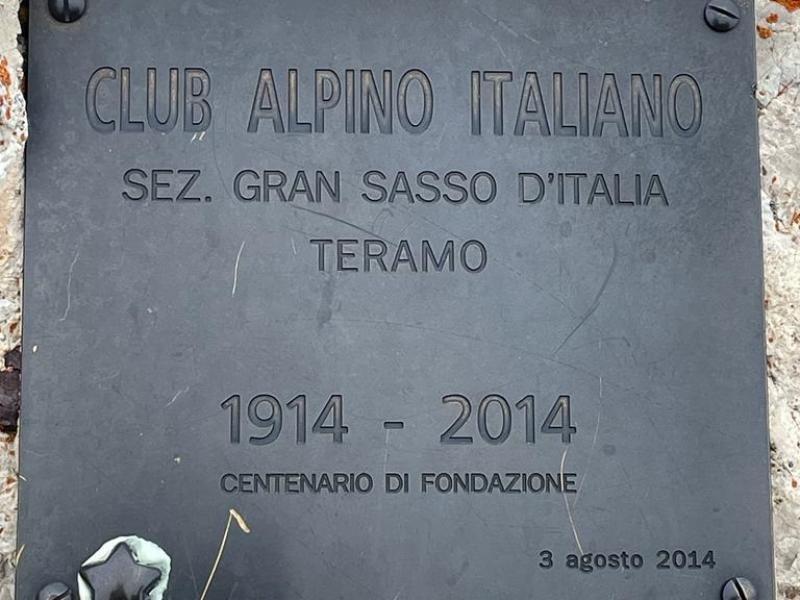 CLUB ALPINO ITALIANO
SEZ. GRAN SASSO D'ITALIA
TERAMO
1914 - 2014
CENTENARIO DI FONDAZIONE
3 agosto 2014